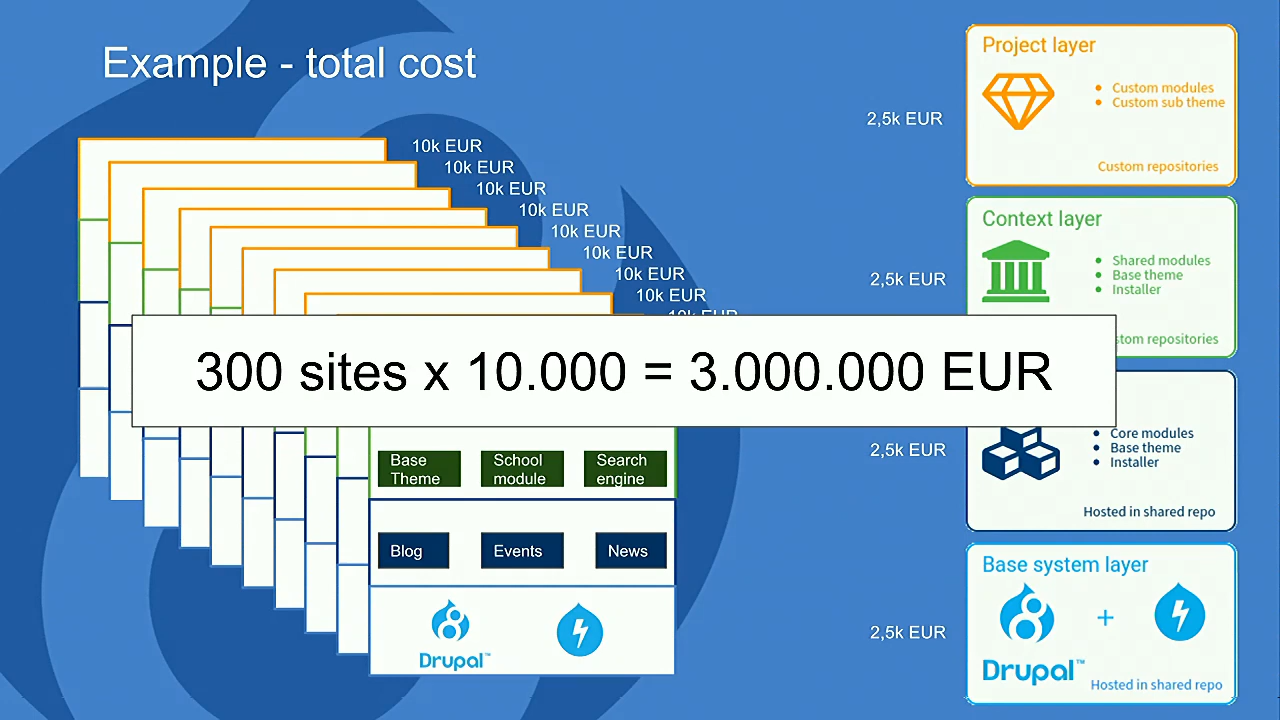 Example - total cost
10k EUR
10k EUR
10k EUR
10k EUR
10k EUR
10k EUR
10k EUR
10k EUR
10k EUR
300 sites x 10.000 = 3.000.000 EUR
Base
Theme
School
module
Search
engine
Blog
Events
News
Drupal™
2,5k EUR
Project layer
• Custom modules
• Custom sub theme
Custom repositories
2,5k EUR
Context layer
• Shared modules
• Base theme
• Installer
repositories
2,5k EUR
• Core modules
• Base theme
• Installer
Hosted in shared repo
2,5k EUR
Base system layer
+
Drupal™
Hosted in shared repo